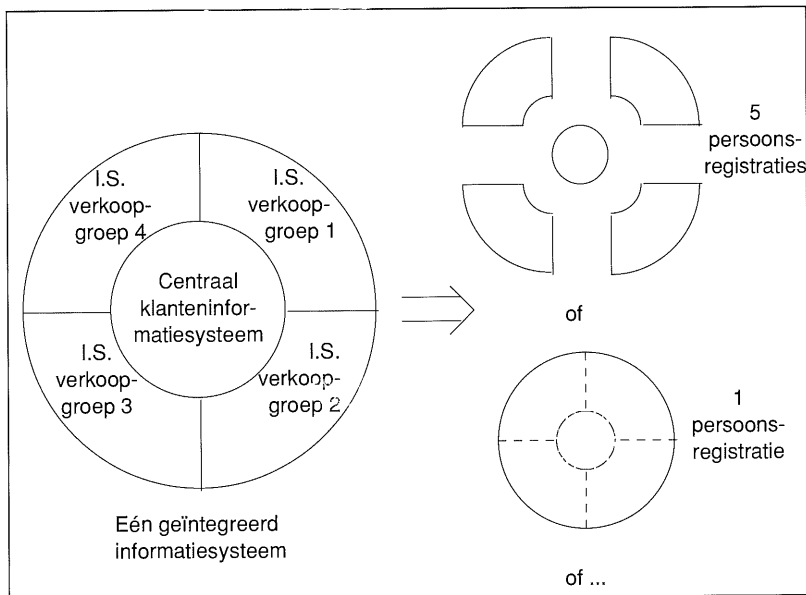 I.S.
verkoop-
groep 4
I.S.
verkoop-
groep 1
Centraal
klanteninfor-
matiesysteem
I.S.
verkoop-
groep 3
I.S.
verkoop-
groep 2
Eén geïntegreerd
informatiesysteem
5
persoons-
registraties
of
1
persoons-
registratie
of ...